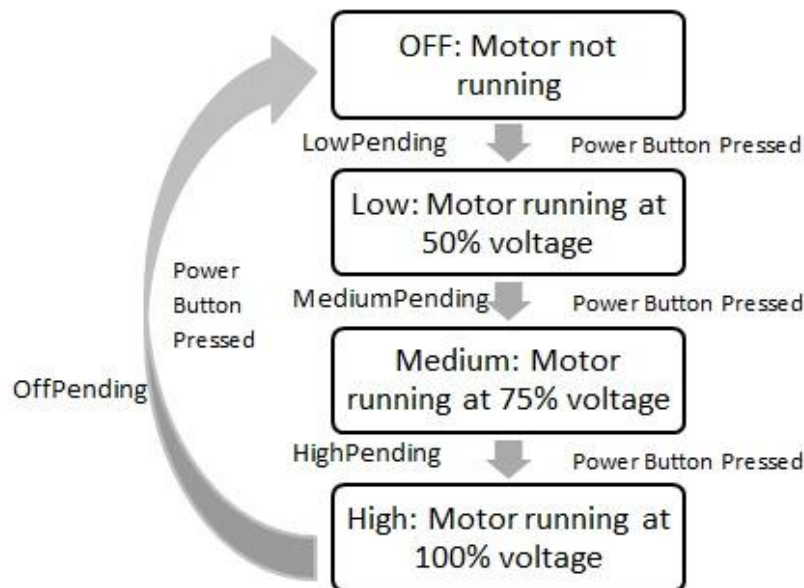 OFF: Motor not
running
LowPending
Power Button Pressed
Low: Motor running at
50% voltage
Power
Button
Pressed
MediumPending
Power Button Pressed
Medium: Motor
running at 75% voltage
OffPending
HighPending
Power Button Pressed
High: Motor running at
100% voltage